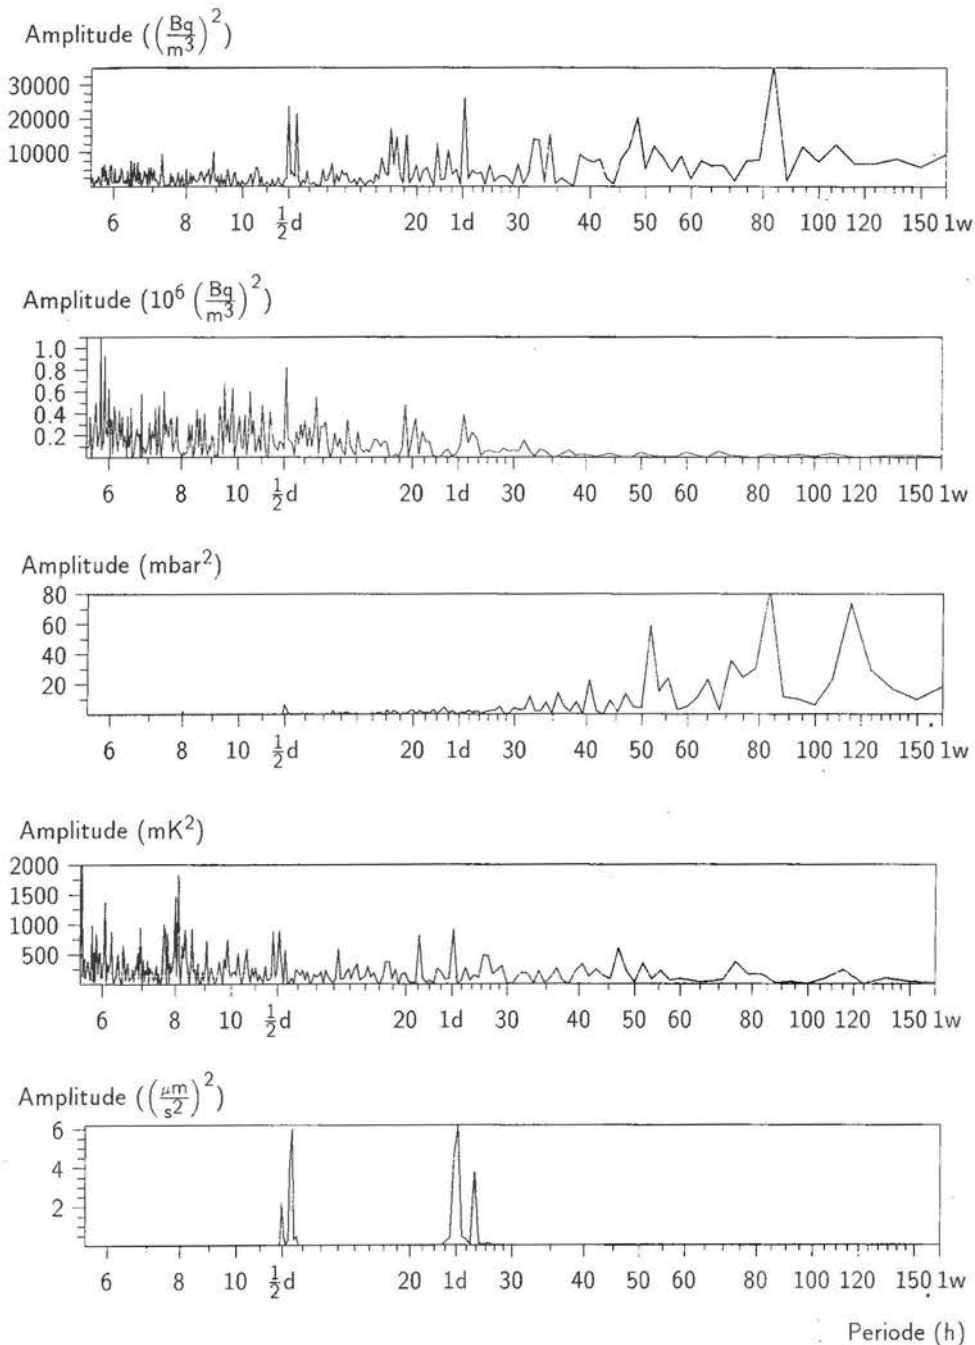 Amplitude ((Bq/m³)²)
30000
20000
10000
6 8 10 ½d 20 1d 30 40 50 60 80 100 120 150 1w
Amplitude (10⁶ (Bq/m³)²)
1.0
0.8
0.6
0.4
0.2
6 8 10 ½d 20 1d 30 40 50 60 80 100 120 150 1w
Amplitude (mbar²)
80
60
40
20
6 8 10 ½d 20 1d 30 40 50 60 80 100 120 150 1w
Amplitude (mK²)
2000
1500
1000
500
6 8 10 ½d 20 1d 30 40 50 60 80 100 120 150 1w
Amplitude ((μm/s²)²)
6
4
2
6 8 10 ½d 20 1d 30 40 50 60 80 100 120 150 1w
Periode (h)